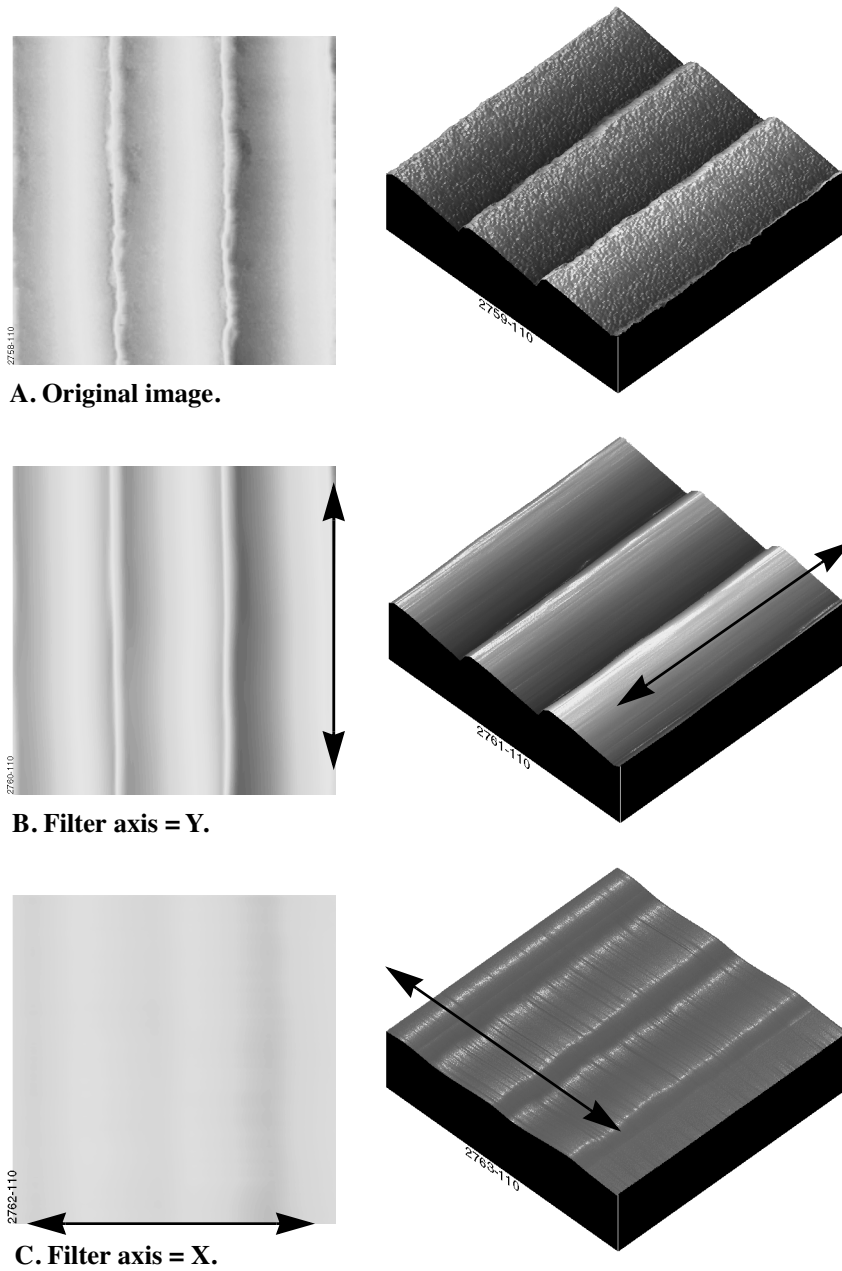 2758-110
2759-110
A. Original image.
2760-110
2761-110
B. Filter axis = Y.
2762-110
2763-110
C. Filter axis = X.